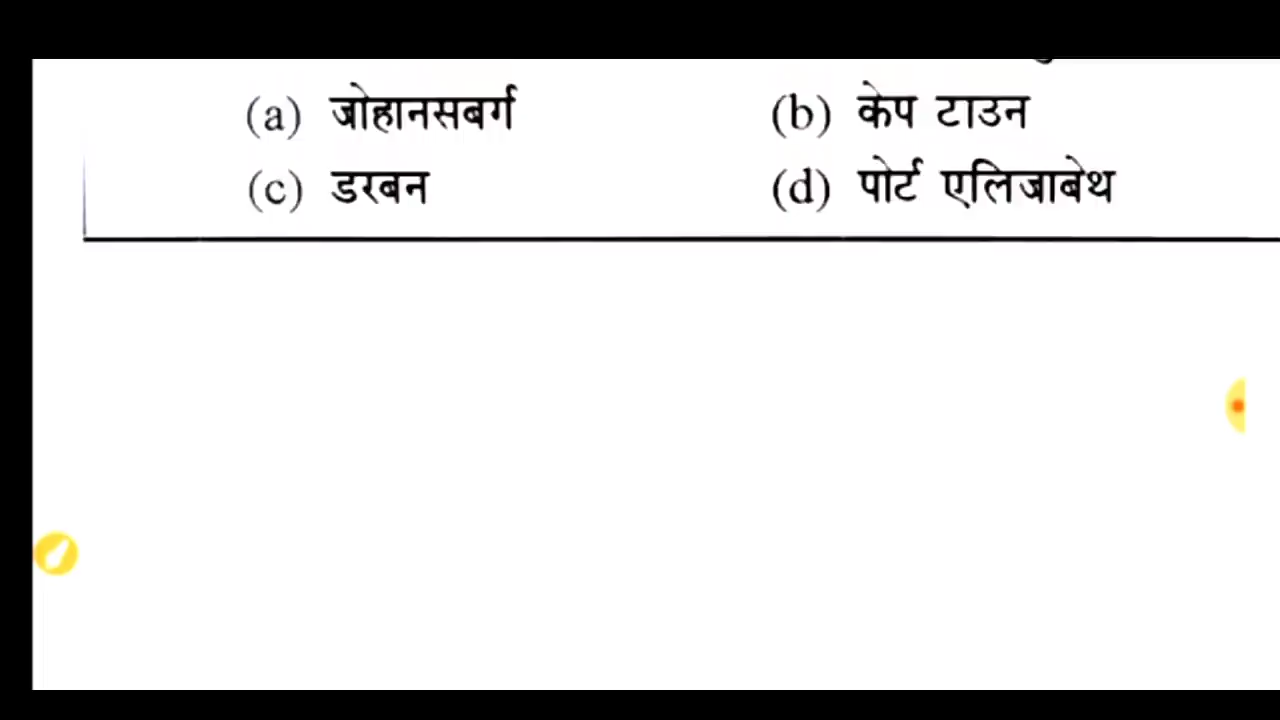 (a) जोहानसबर्ग (b) केप टाउन
(c) डरबन (d) पोर्ट एलिजाबेथ